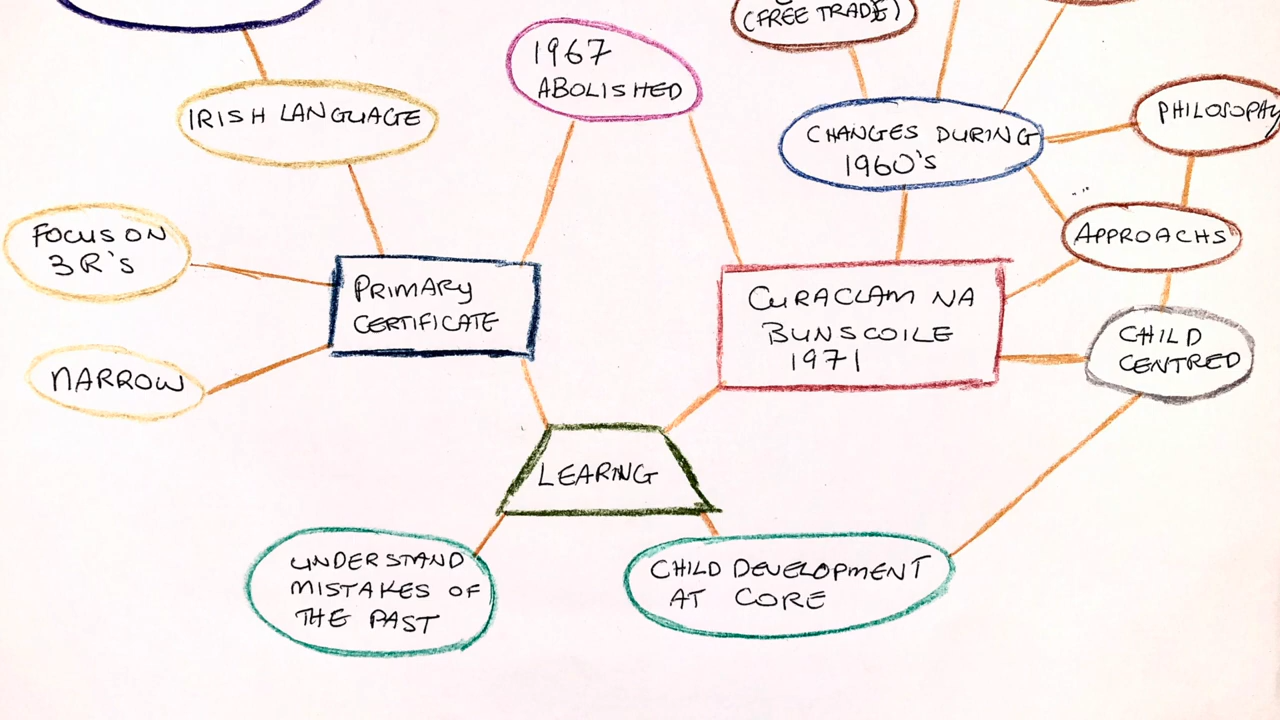 (FREE TRADE)
1967
ABOLISHED
IRISH LANGUAGE
CHANGES DURING
1960's
PHILOSOPHY
FOCUS ON
3R's
APPROACHS
PRIMARY
CERTIFICATE
CURACLAM NA
BUNSCOILE
1971
CHILD
CENTRED
NARROW
LEARING
UNDERSTAND
MISTAKES OF
THE PAST
CHILD DEVELOPMENT
AT CORE